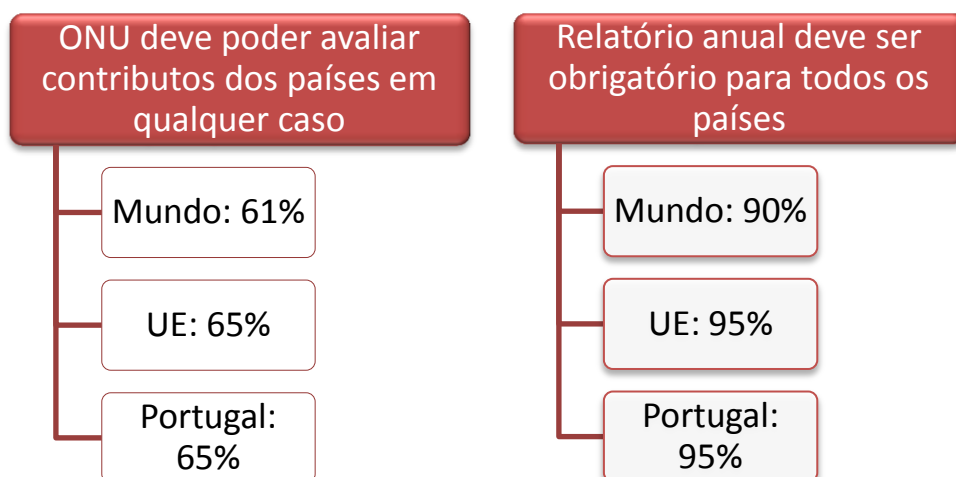 ONU deve poder avaliar
contributos dos países em
qualquer caso
Mundo: 61%
UE: 65%
Portugal:
65%
Relatório anual deve ser
obrigatório para todos os
países
Mundo: 90%
UE: 95%
Portugal:
95%